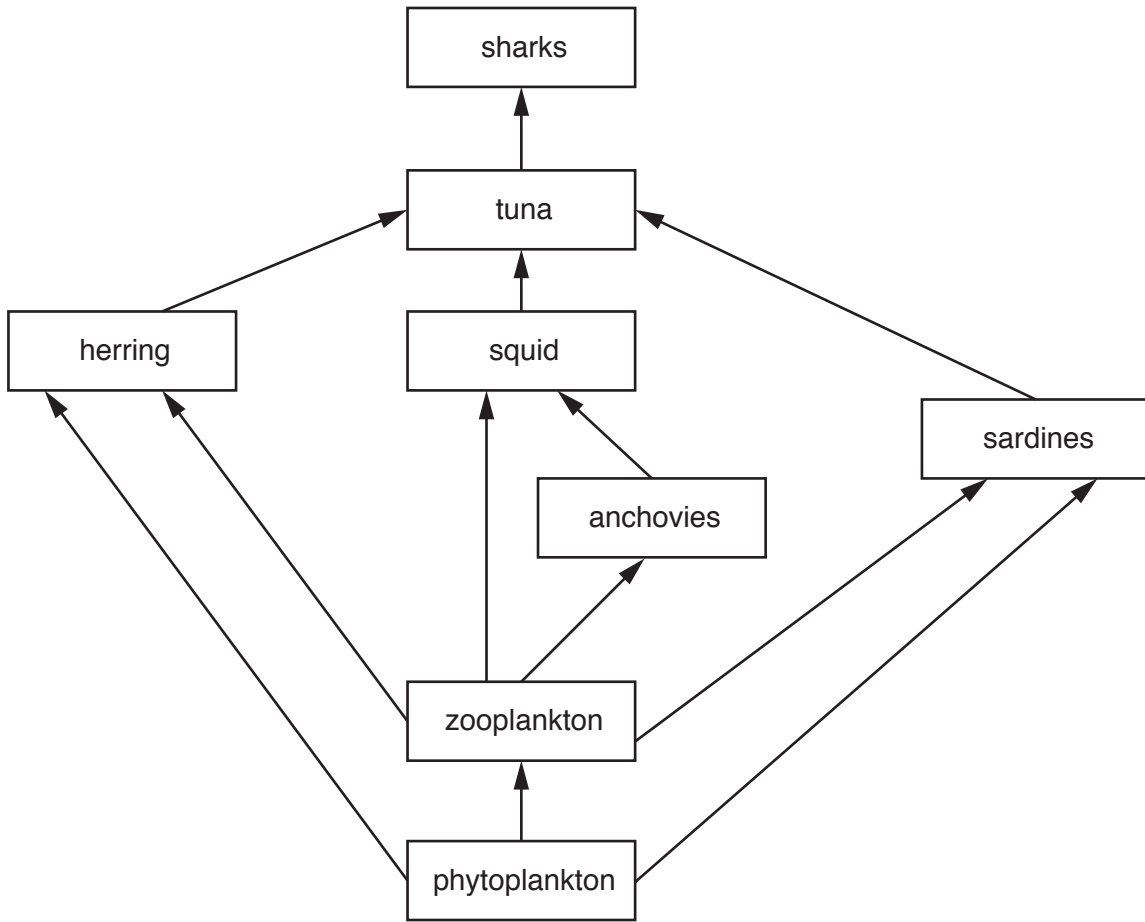 sharks
tuna
herring
squid
sardines
anchovies
zooplankton
phytoplankton